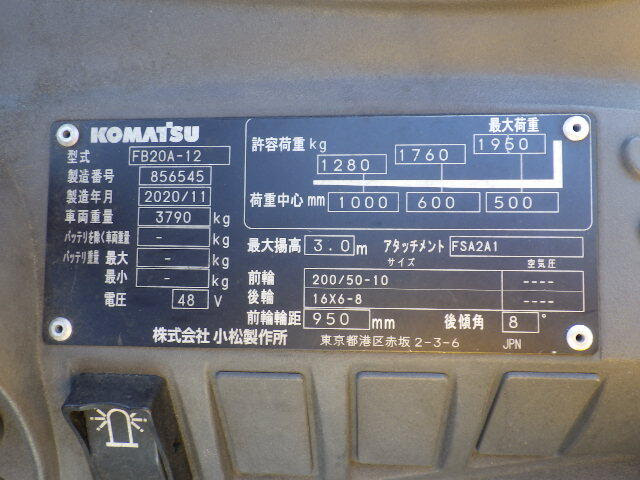 KOMATSU
型式 FB20A-12
製造番号 856545
製造年月 2020/11
車両重量 3790 kg
バッテリを除く車両重量 - kg
バッテリ重量 最大 - kg
最小 - kg
電圧 48 V
最大荷重
許容荷重 kg 1280 1760 1950
荷重中心 mm 1000 600 500
最大揚高 3.0 m アタッチメント FSA2A1
サイズ 空気圧
前輪 200/50-10 ----
後輪 16X6-8 ----
前輪輪距 950 mm 後傾角 8 °
株式会社 小松製作所 東京都港区赤坂 2-3-6 JPN